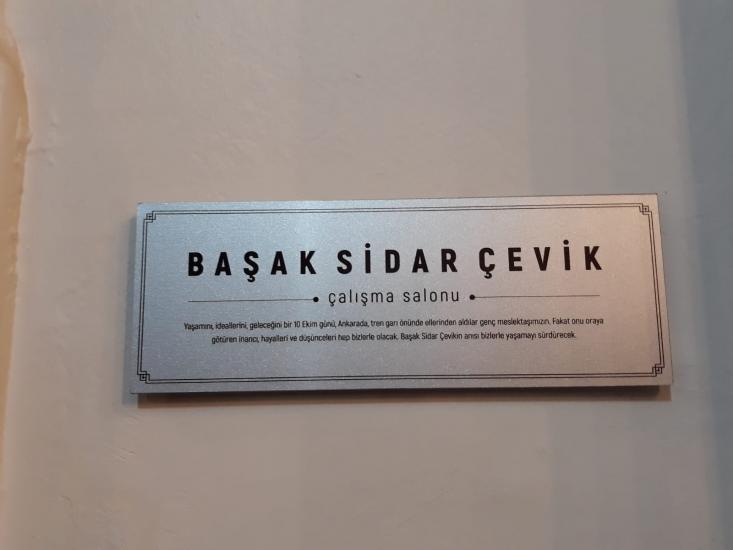 BAŞAK SİDAR ÇEVİK
çalışma salonu
Yaşamını, ideallerini, geleceğini bir 10 Ekim günü, Ankarada, tren garı önünde ellerinden aldılar genç meslektaşımızın. Fakat onu oraya
götüren inancı, hayalleri ve düşünceleri hep bizlerle olacak. Başak Sidar Çevikin anısı bizlerle yaşamayı sürdürecek.